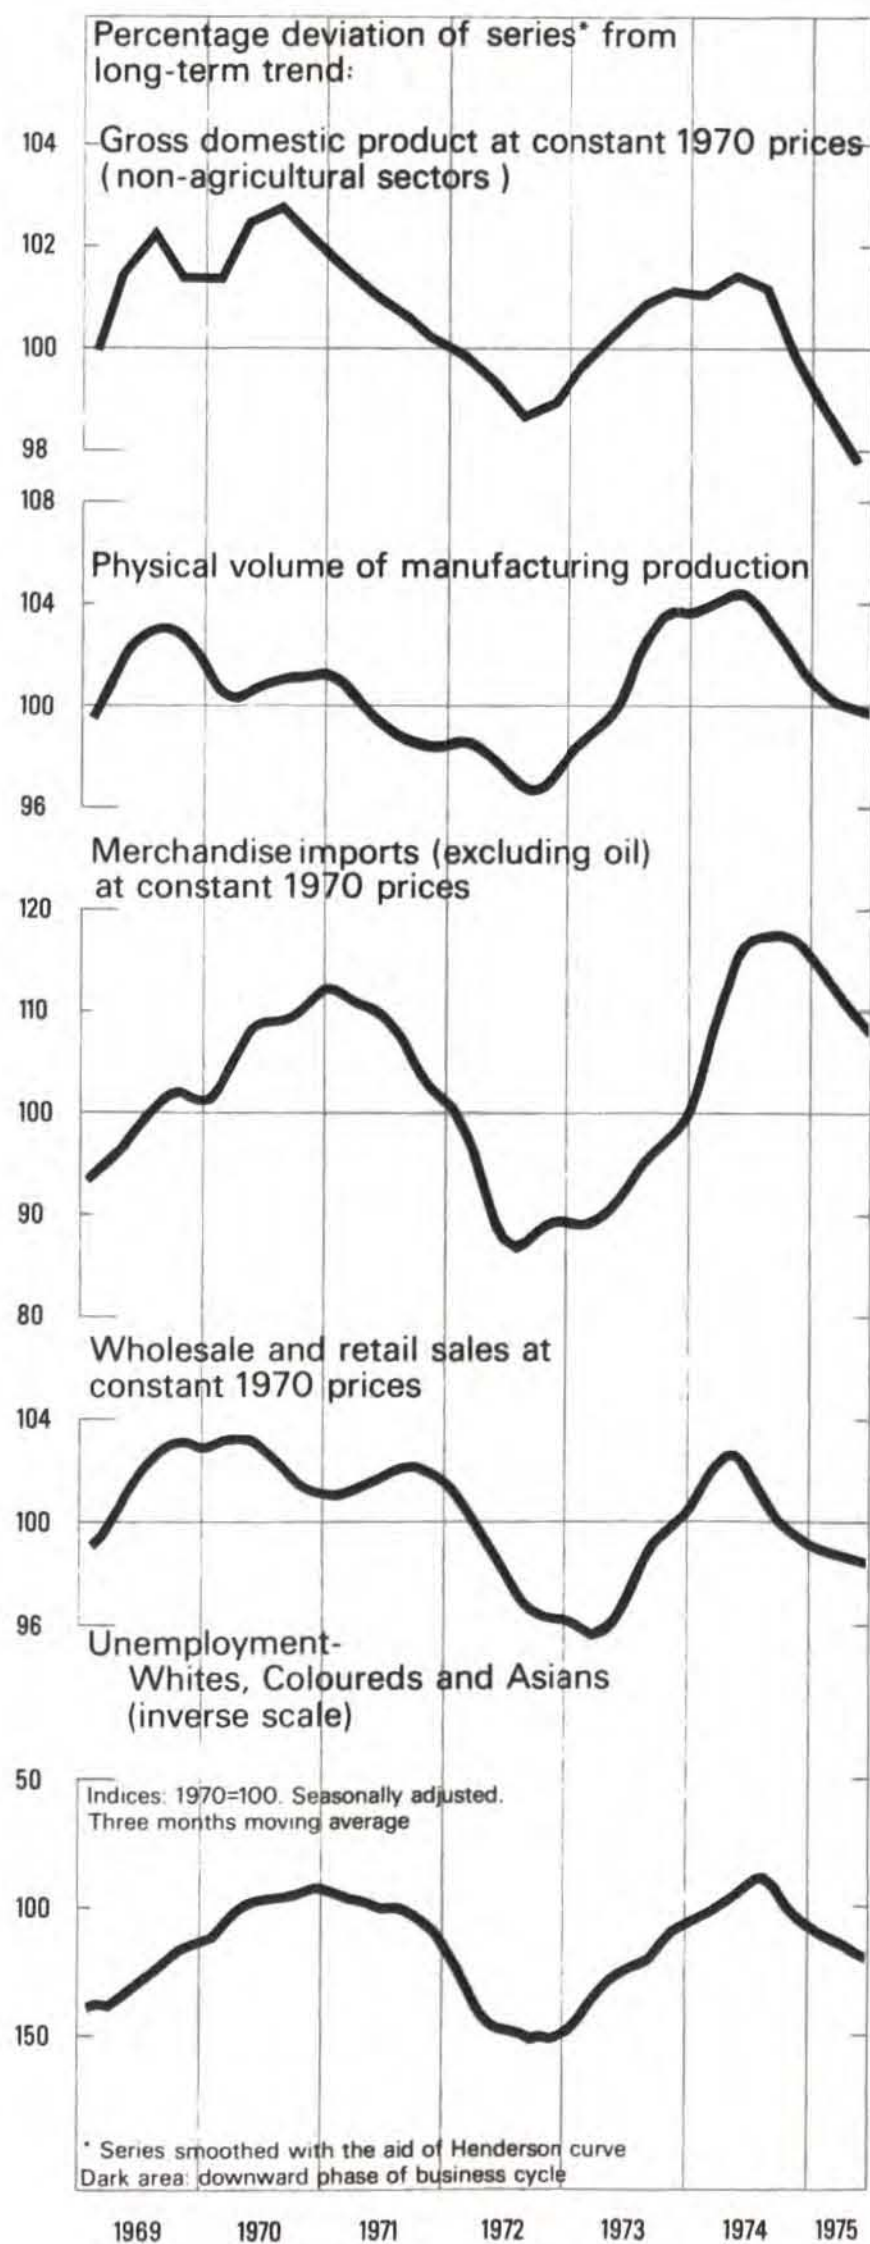 Percentage deviation of series* from
long-term trend:
104
Gross domestic product at constant 1970 prices
(non-agricultural sectors)
102
100
98
108
Physical volume of manufacturing production
104
100
96
Merchandise imports (excluding oil)
at constant 1970 prices
120
110
100
90
80
Wholesale and retail sales at
constant 1970 prices
104
100
96
Unemployment-
Whites, Coloureds and Asians
(inverse scale)
50
Indices: 1970=100. Seasonally adjusted.
Three months moving average
100
150
* Series smoothed with the aid of Henderson curve
Dark area: downward phase of business cycle
1969 1970 1971 1972 1973 1974 1975